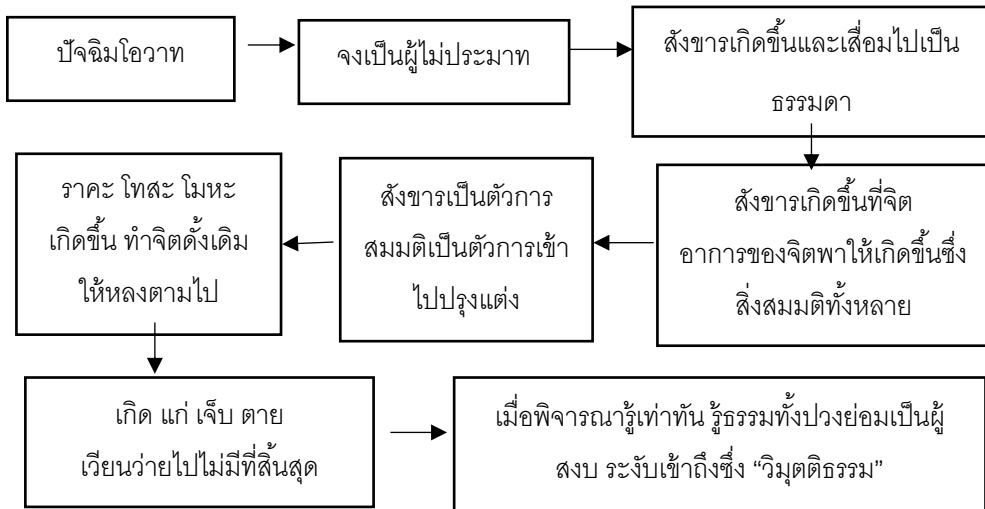 ปัจฉิมโอวาท
จงเป็นผู้ไม่ประมาท
สังขารเกิดขึ้นและเสื่อมไปเป็น
ธรรมดา
สังขารเกิดขึ้นที่จิต
อาการของจิตพาให้เกิดขึ้นซึ่ง
สิ่งสมมติทั้งหลาย
สังขารเป็นตัวการ
สมมติเป็นตัวการเข้า
ไปปรุงแต่ง
ราคะ โทสะ โมหะ
เกิดขึ้น ทำจิตดั้งเดิม
ให้หลงตามไป
เกิด แก่ เจ็บ ตาย
เวียนว่ายไปไม่มีที่สิ้นสุด
เมื่อพิจารณารู้เท่าทัน รู้ธรรมทั้งปวงย่อมเป็นผู้
สงบ ระงับเข้าถึงซึ่ง “วิมุตติธรรม”